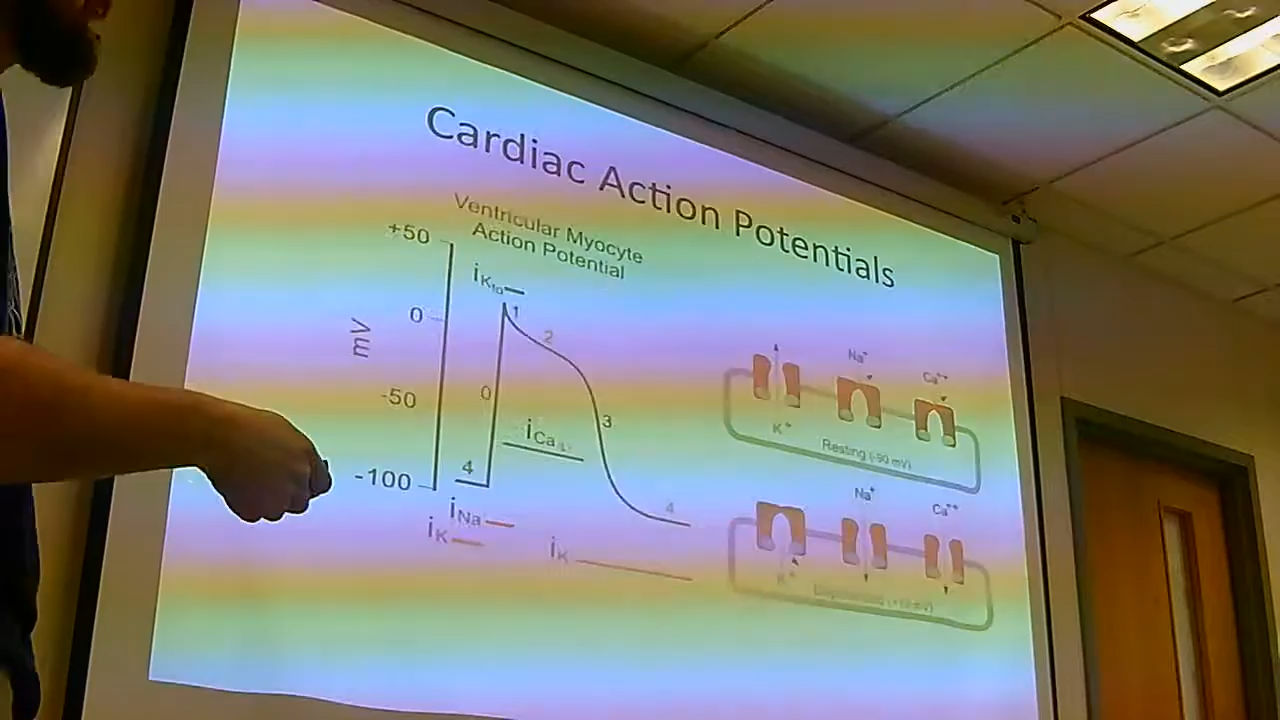 Cardiac Action Potentials
Ventricular Myocyte
Action Potential
+50
0
-50
-100
mV
iKto
1
2
0
3
4
4
iCa(L)
iNa
iK
iK
Na+
Ca++
K+
Resting (-90 mV)
Na+
Ca++
K+